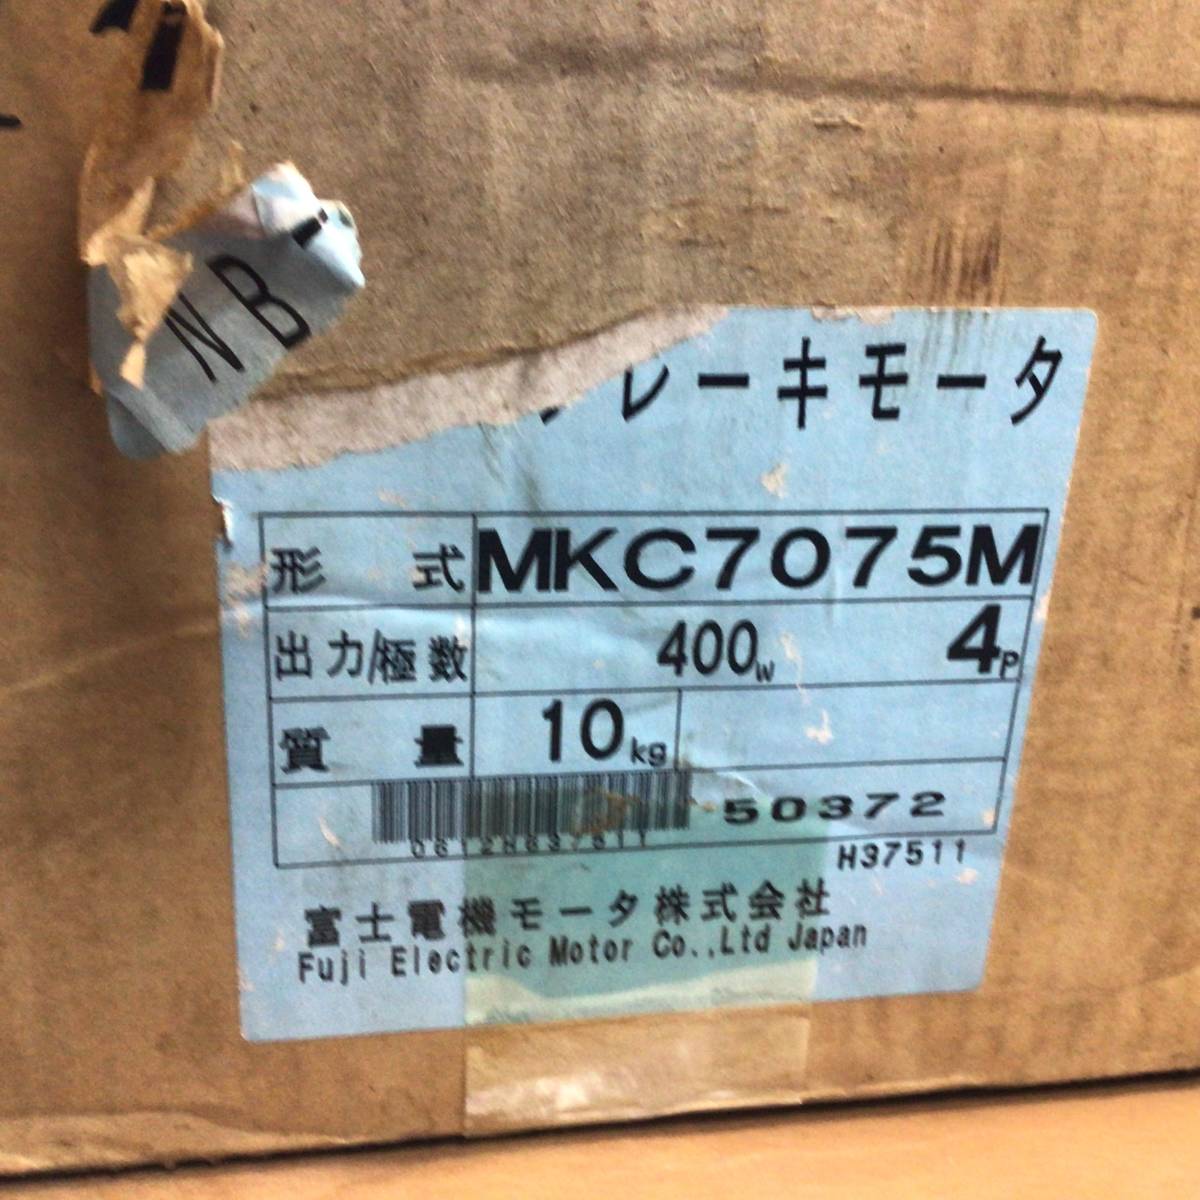 NB
レーキモータ
形式 MKC7075M
出力/極数 400W 4P
質量 10kg
50372
H37511
富士電機モータ株式会社
Fuji Electric Motor Co.,Ltd Japan